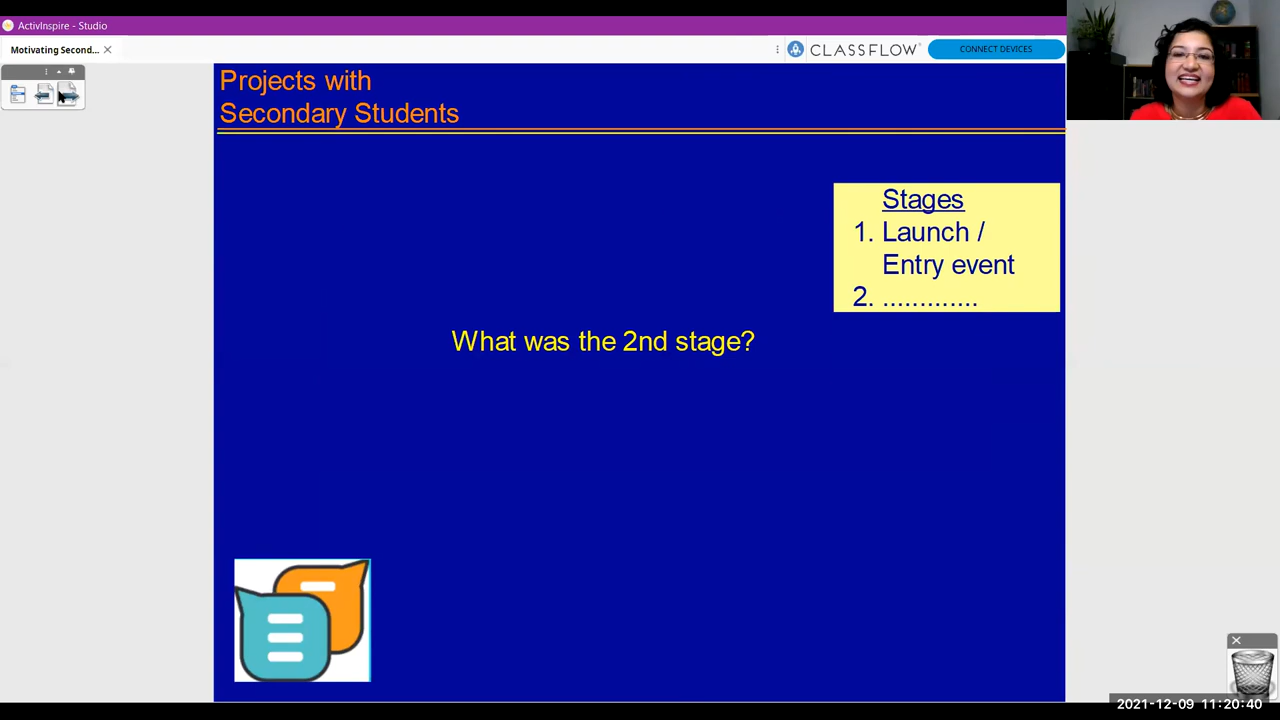 ActivInspire - Studio
Motivating Second...
CLASSFLOW
CONNECT DEVICES
Projects with
Secondary Students
Stages
1. Launch /
Entry event
2. .............
What was the 2nd stage?
2021-12-09 11:20:40